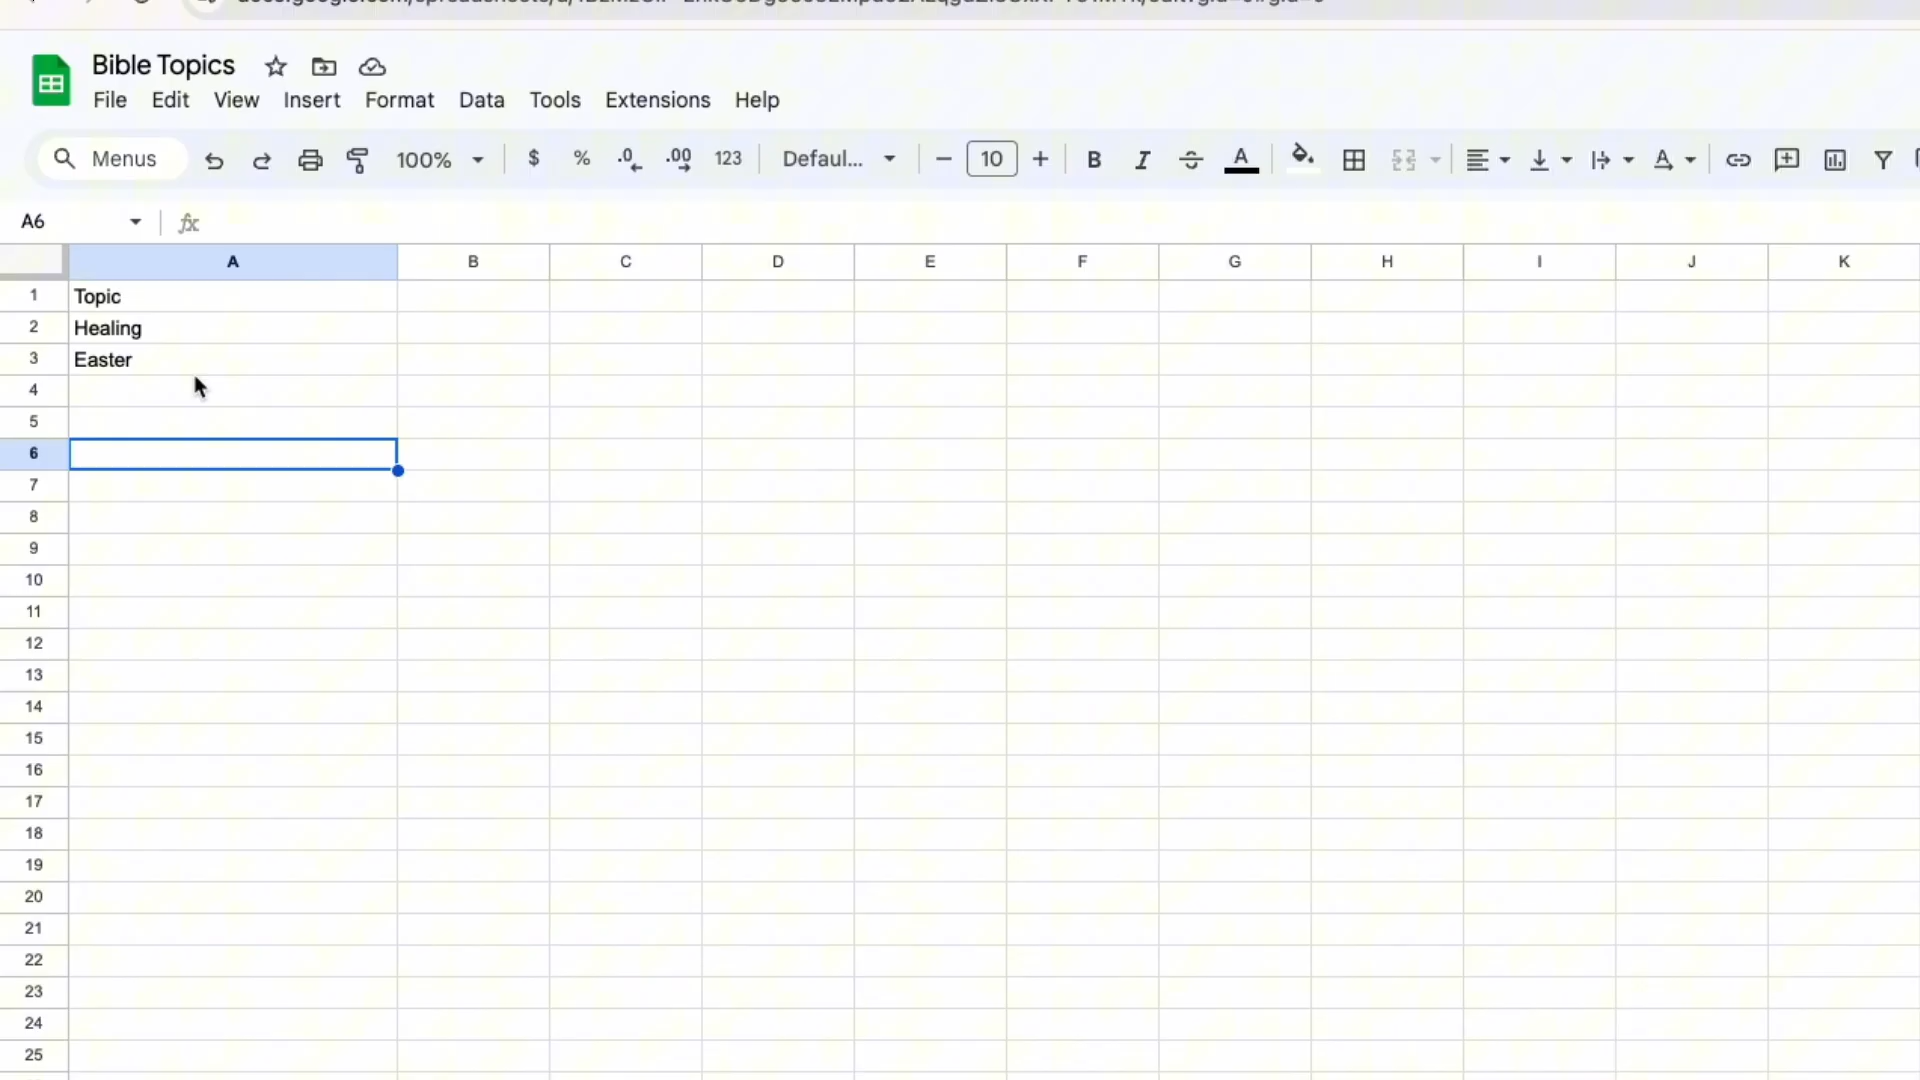 Bible Topics
File Edit View Insert Format Data Tools Extensions Help
Menus 100% $ % .0 .00 123 Defaul... 10 B I A A
A6 fx
A B C D E F G H I J K
1 Topic
2 Healing
3 Easter
4
5
6
7
8
9
10
11
12
13
14
15
16
17
18
19
20
21
22
23
24
25